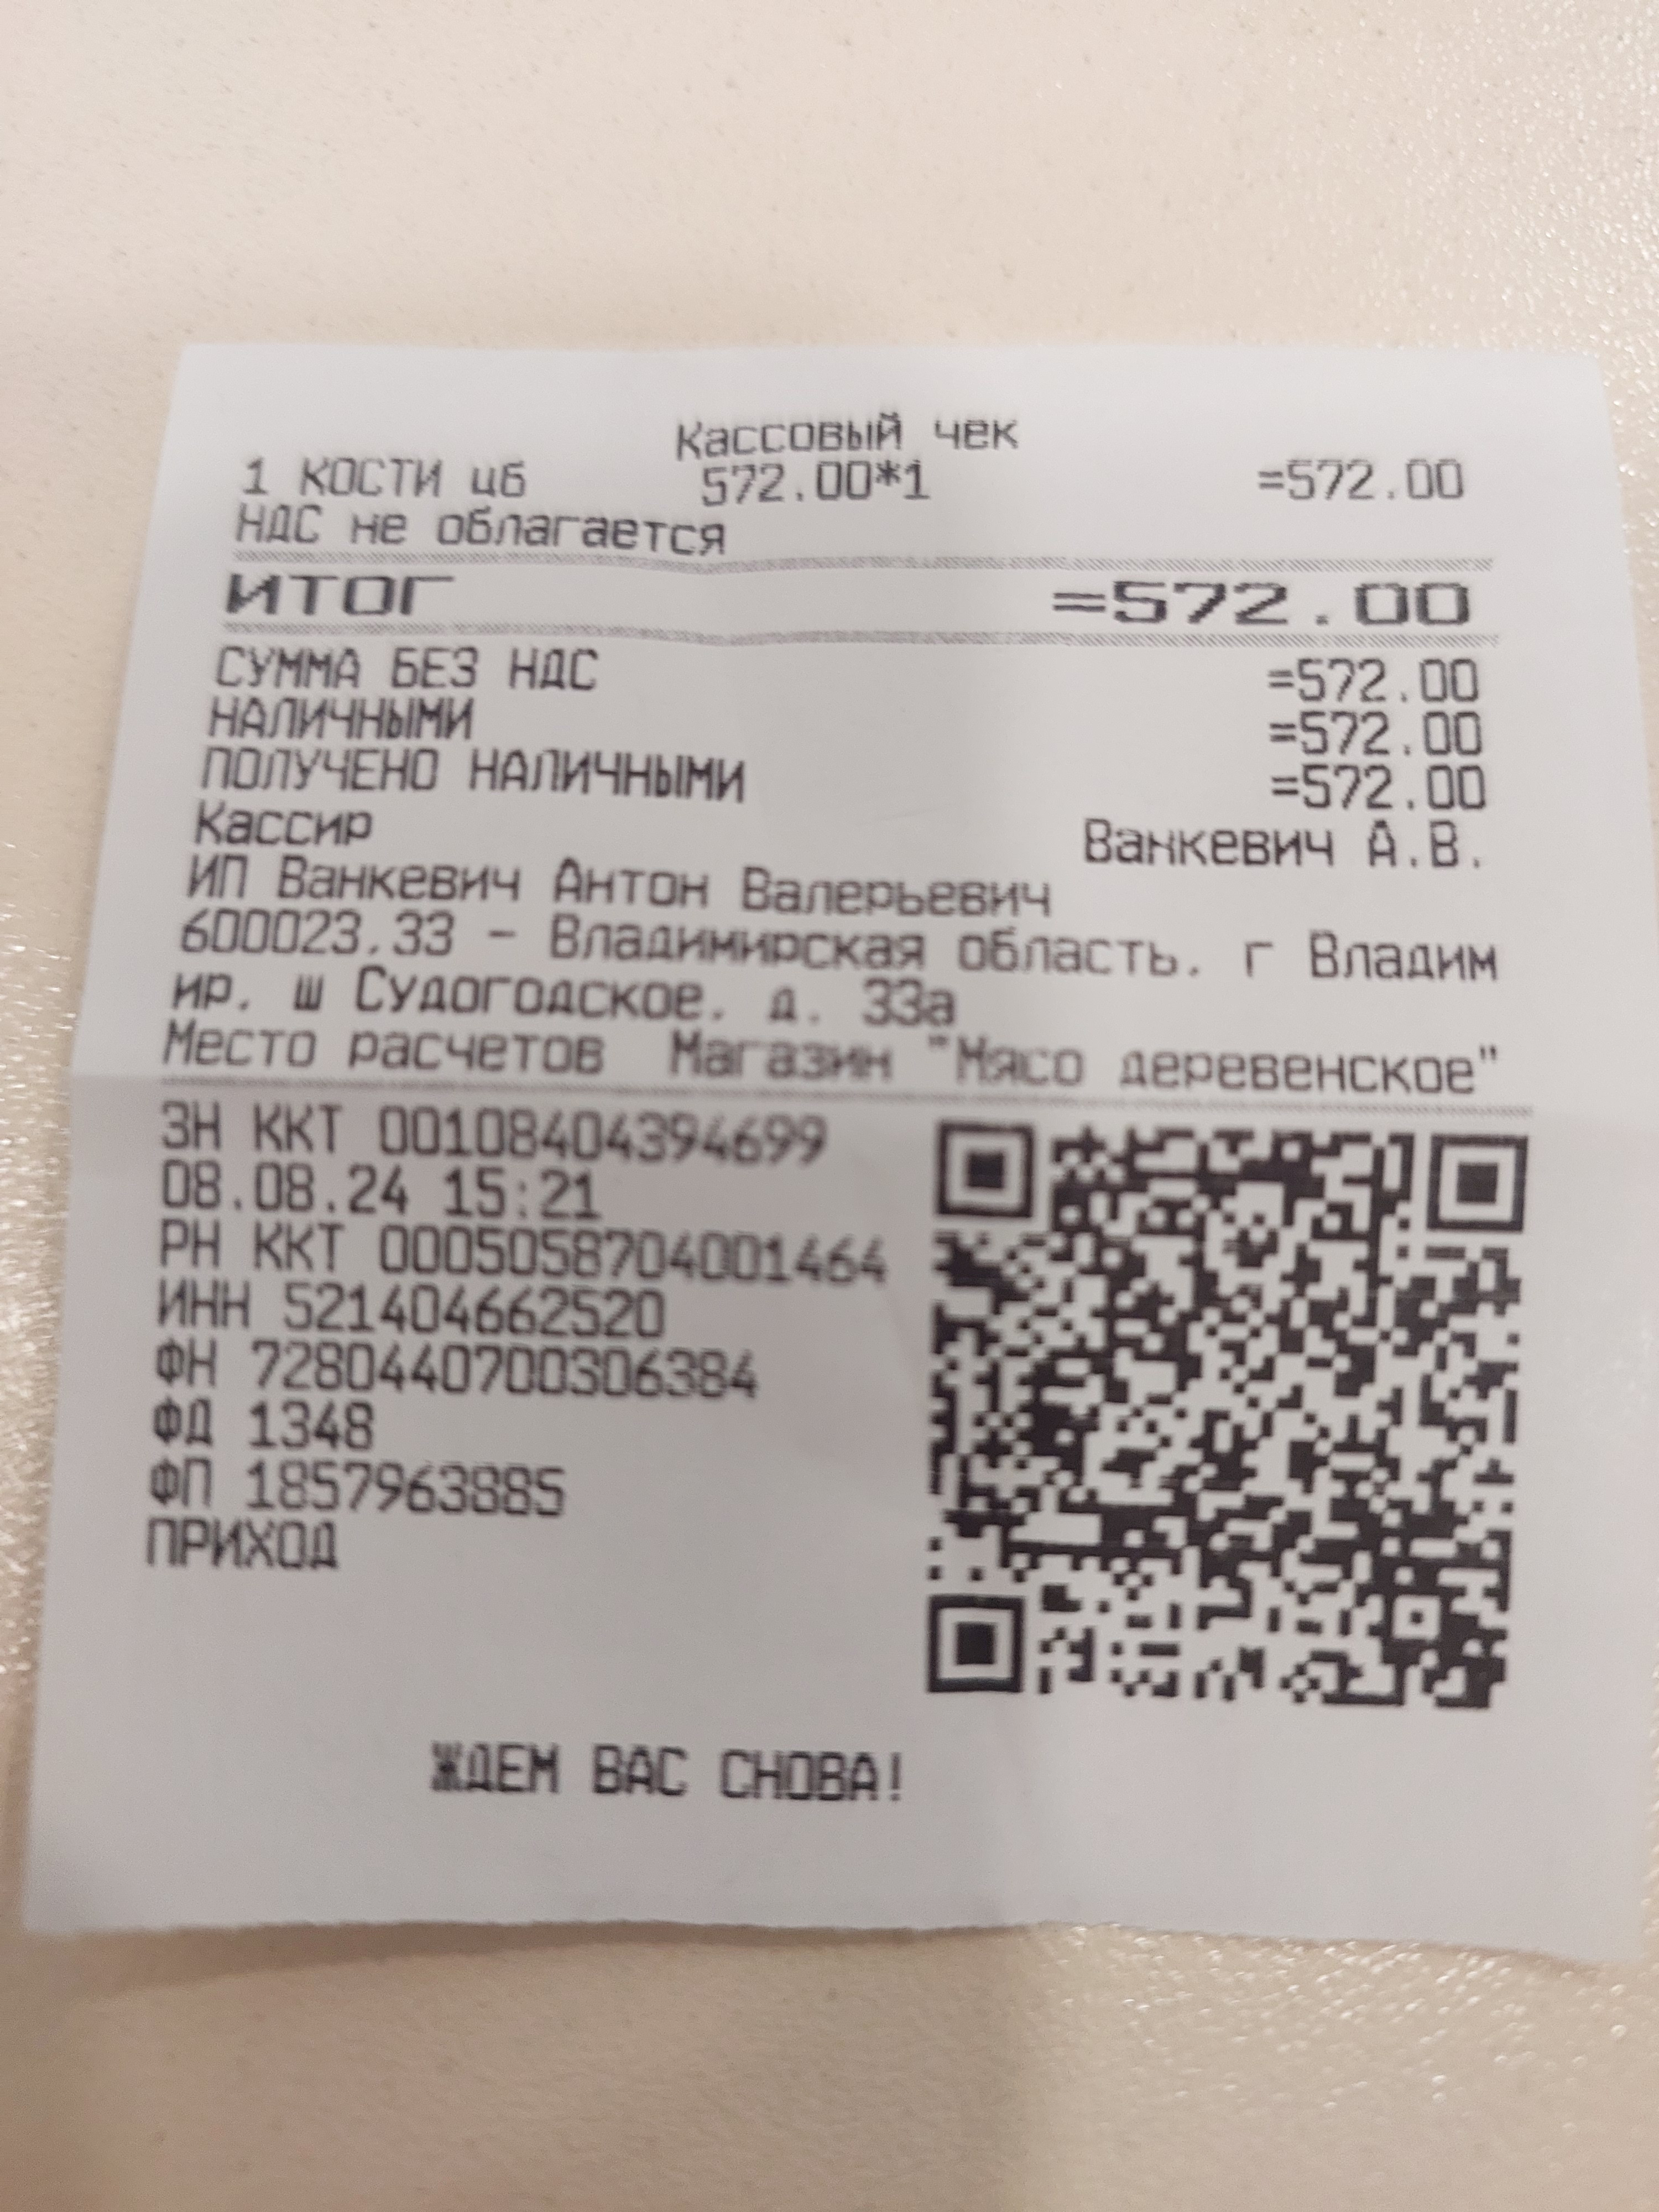 Кассовый чек
1 КОСТИ цб 572.00*1 =572.00
НДС не облагается
ИТОГ =572.00
СУММА БЕЗ НДС =572.00
НАЛИЧНЫМИ =572.00
ПОЛУЧЕНО НАЛИЧНЫМИ =572.00
Кассир Ванкевич А.В.
ИП Ванкевич Антон Валерьевич
600023,33 - Владимирская область, г Владим
ир, ш Судогодское, д. 33а
Место расчетов Магазин "Мясо деревенское"
ЗН ККТ 00108404394699
08.08.24 15:21
РН ККТ 0005058704001464
ИНН 521404662520
ФН 7280440700306384
ФД 1348
ФП 1857963885
ПРИХОД
ЖДЕМ ВАС СНОВА!